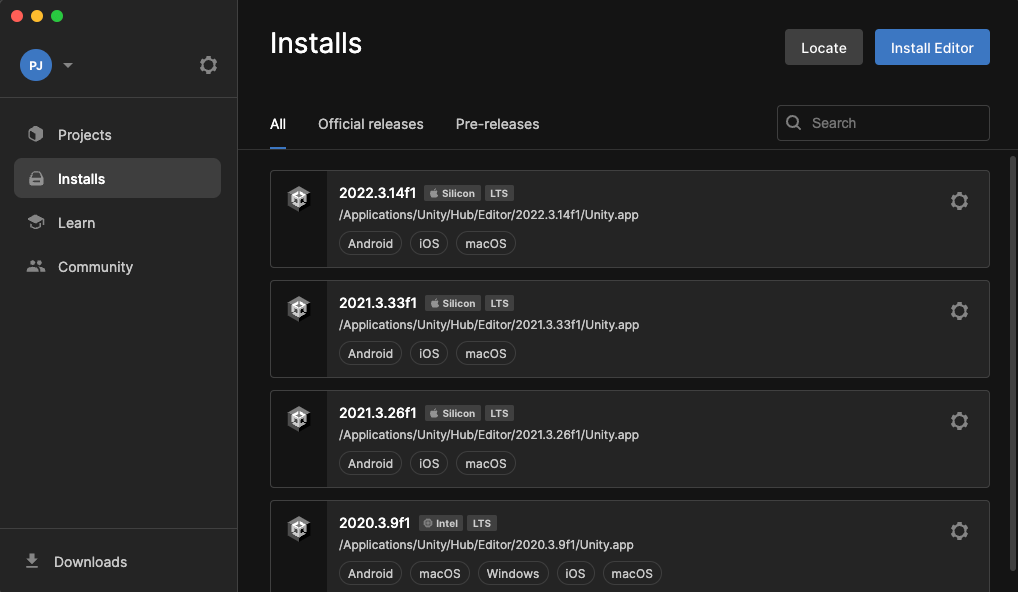 PJ
Projects
Installs
Learn
Community
Downloads
Installs
Locate
Install Editor
All
Official releases
Pre-releases
Search
2022.3.14f1 Silicon LTS
/Applications/Unity/Hub/Editor/2022.3.14f1/Unity.app
Android iOS macOS
2021.3.33f1 Silicon LTS
/Applications/Unity/Hub/Editor/2021.3.33f1/Unity.app
Android iOS macOS
2021.3.26f1 Silicon LTS
/Applications/Unity/Hub/Editor/2021.3.26f1/Unity.app
Android iOS macOS
2020.3.9f1 Intel LTS
/Applications/Unity/Hub/Editor/2020.3.9f1/Unity.app
Android macOS Windows iOS macOS